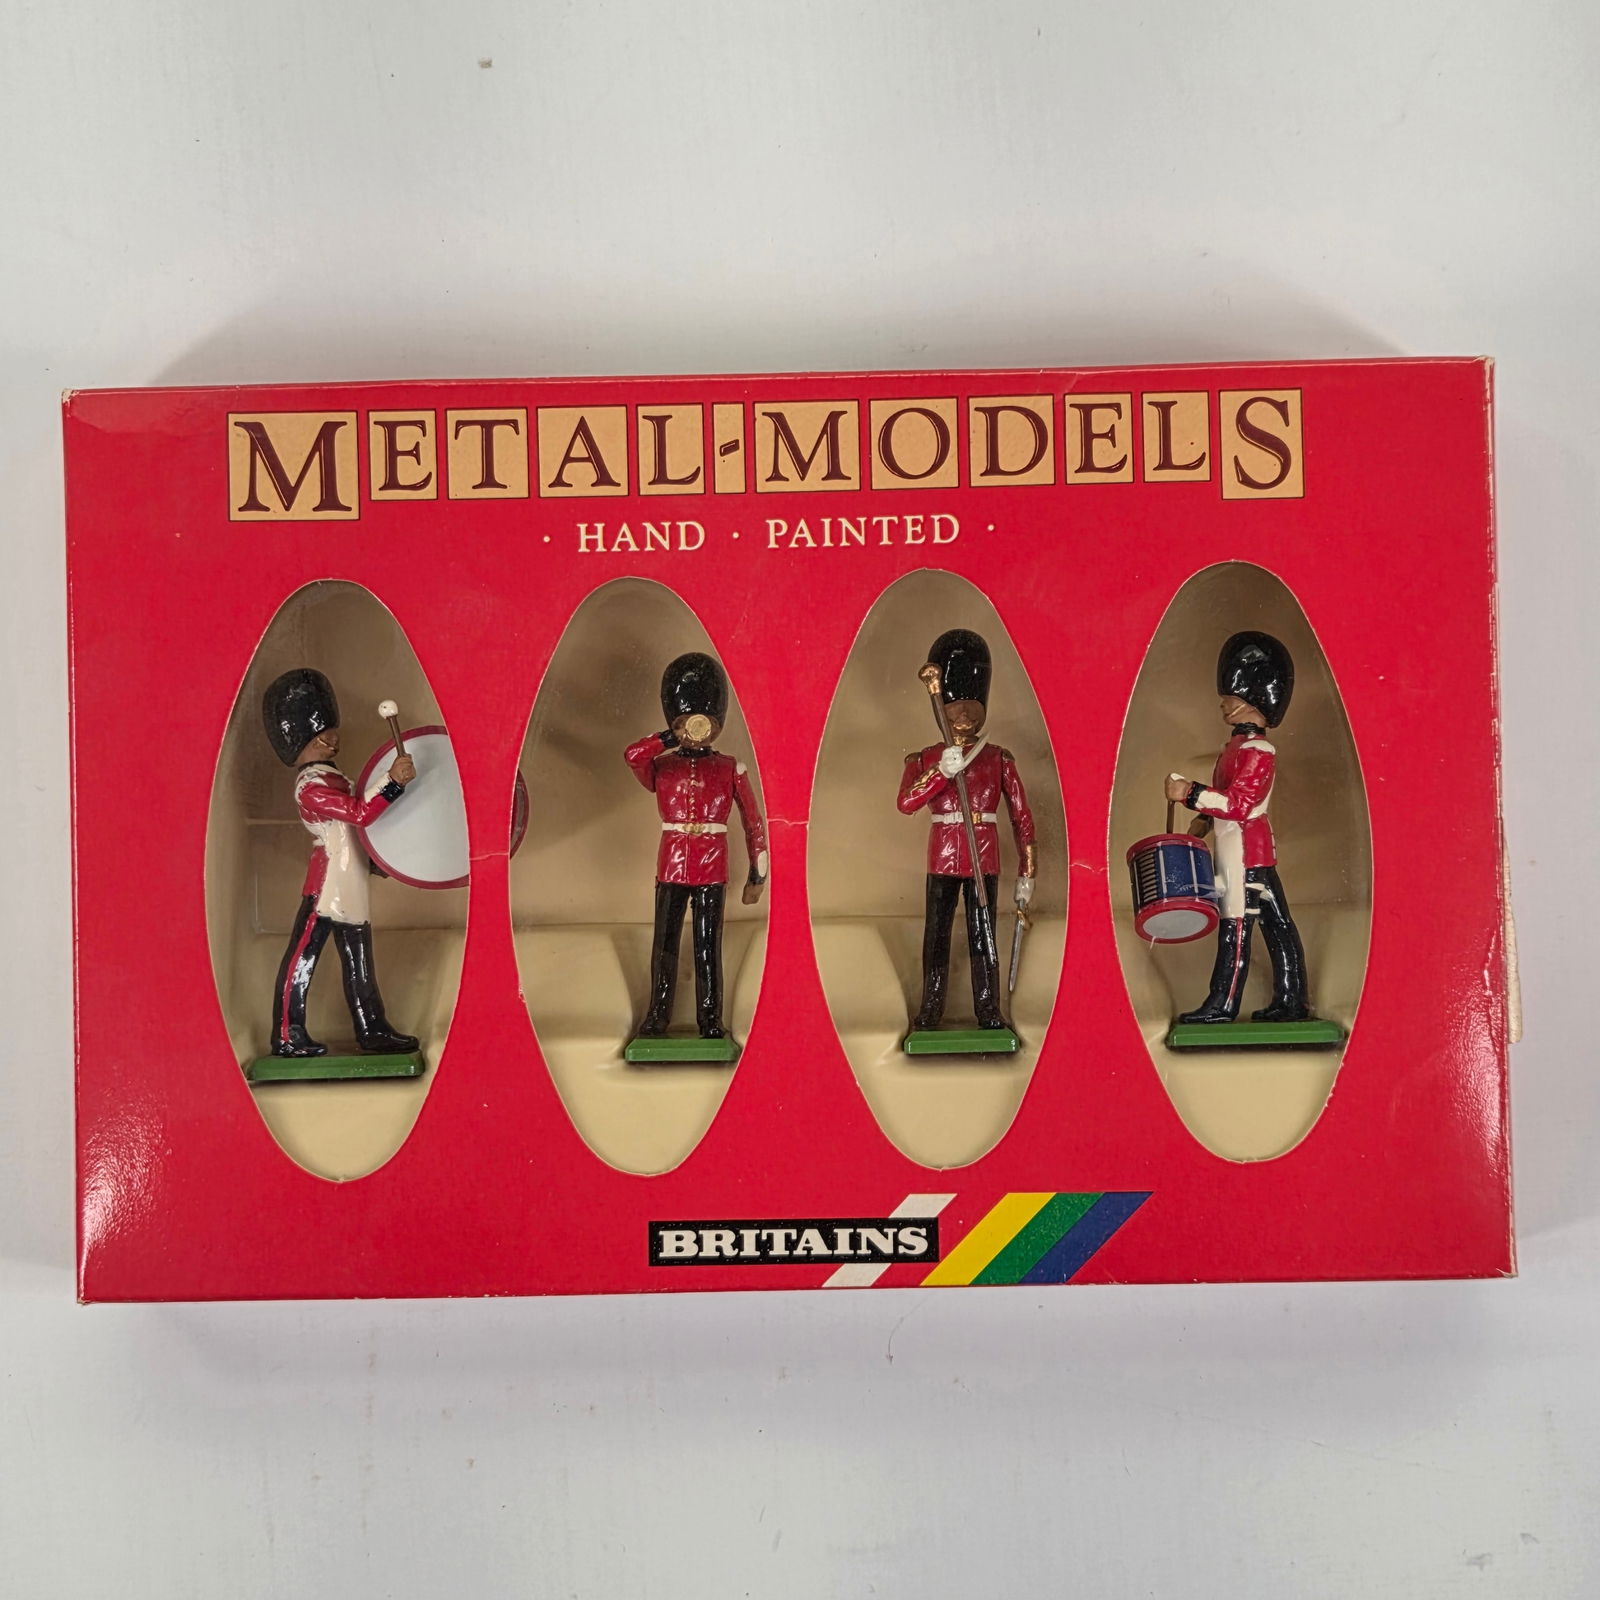 METAL-MODELS
· HAND · PAINTED ·
BRITAINS